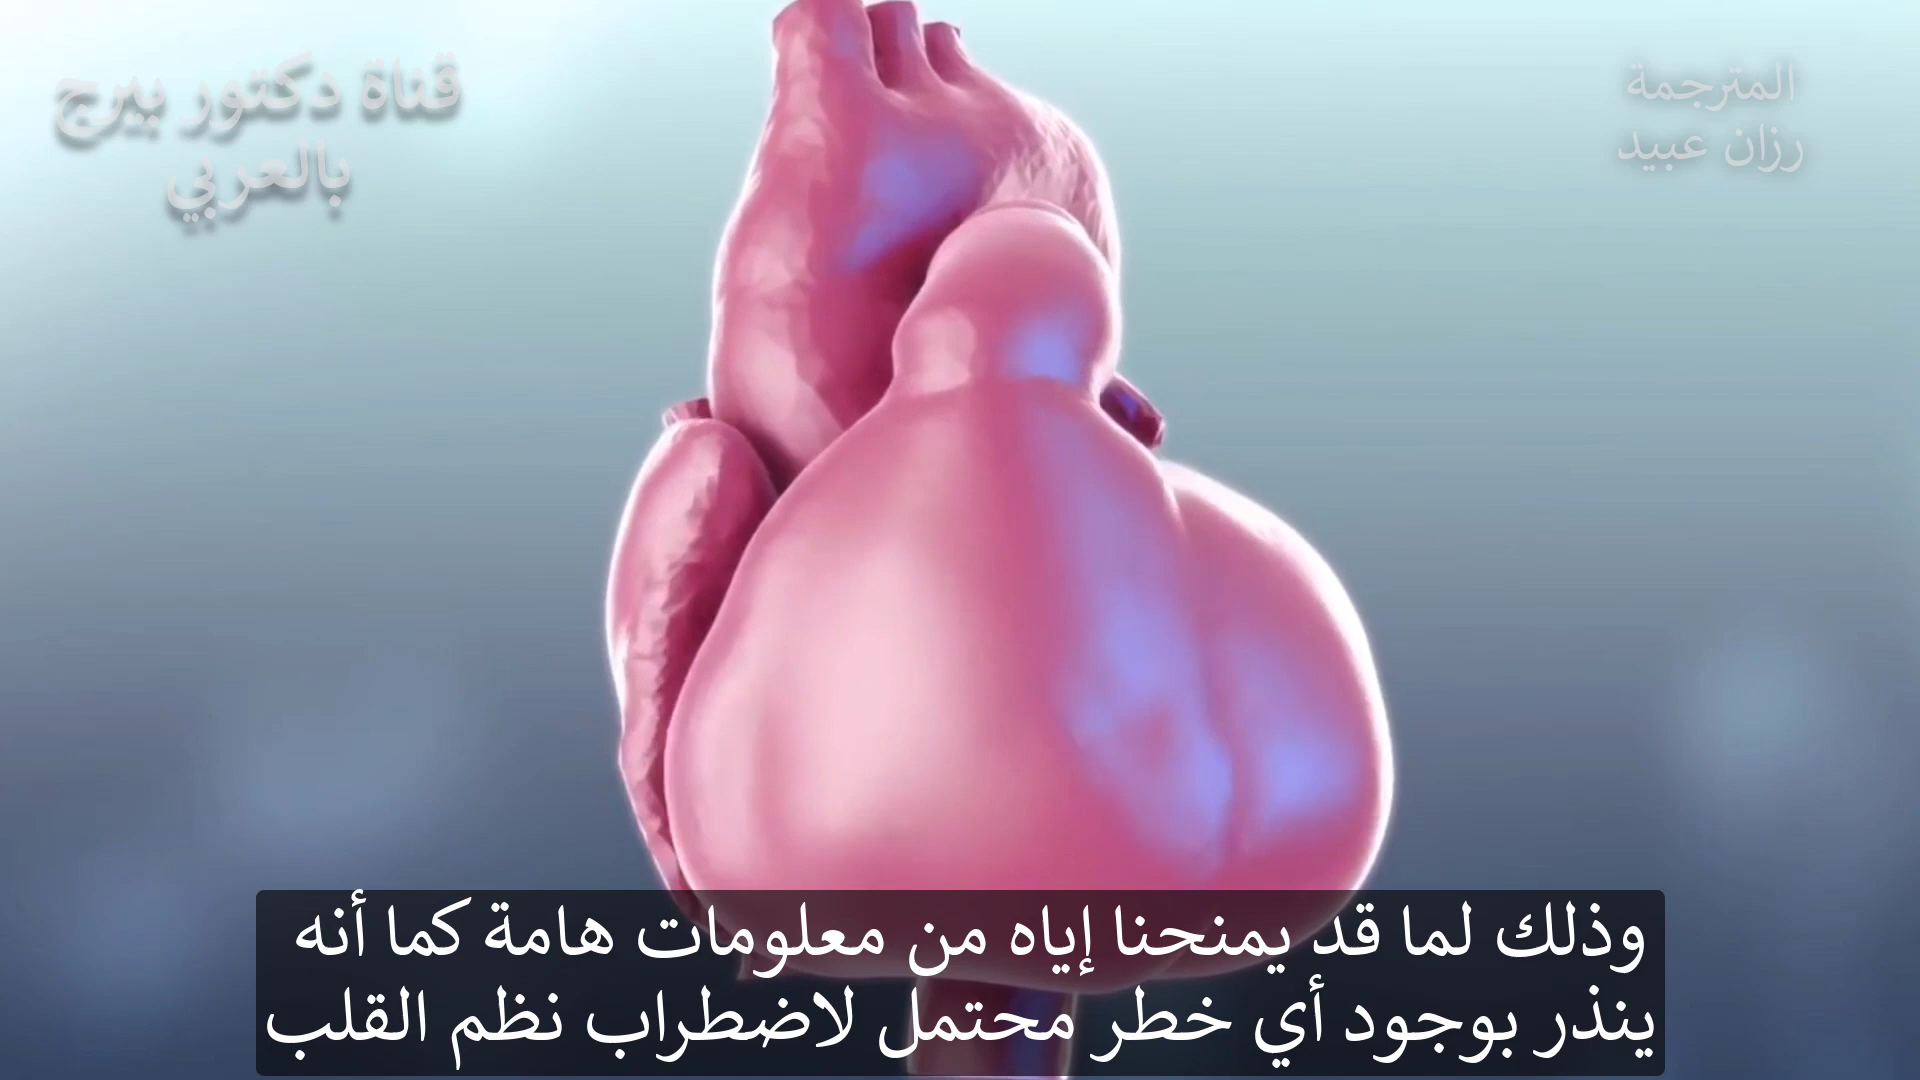 قناة دكتور بيرج
بالعربي
المترجمة
رزان عبيد
وذلك لما قد يمنحنا إياه من معلومات هامة كما أنه
ينذر بوجود أي خطر محتمل لاضطراب نظم القلب